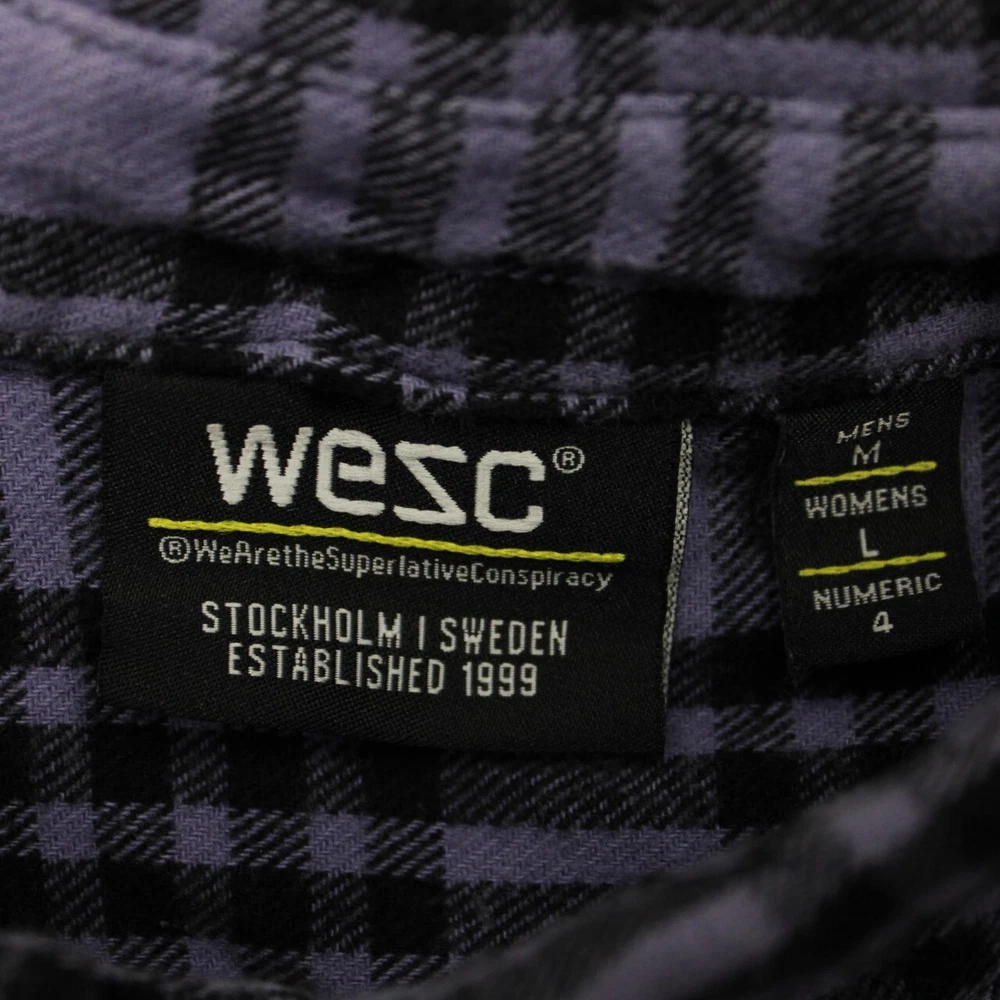 wesc®
®WeAretheSuperlativeConspiracy
STOCKHOLM | SWEDEN
ESTABLISHED 1999
MENS
M
WOMENS
L
NUMERIC
4